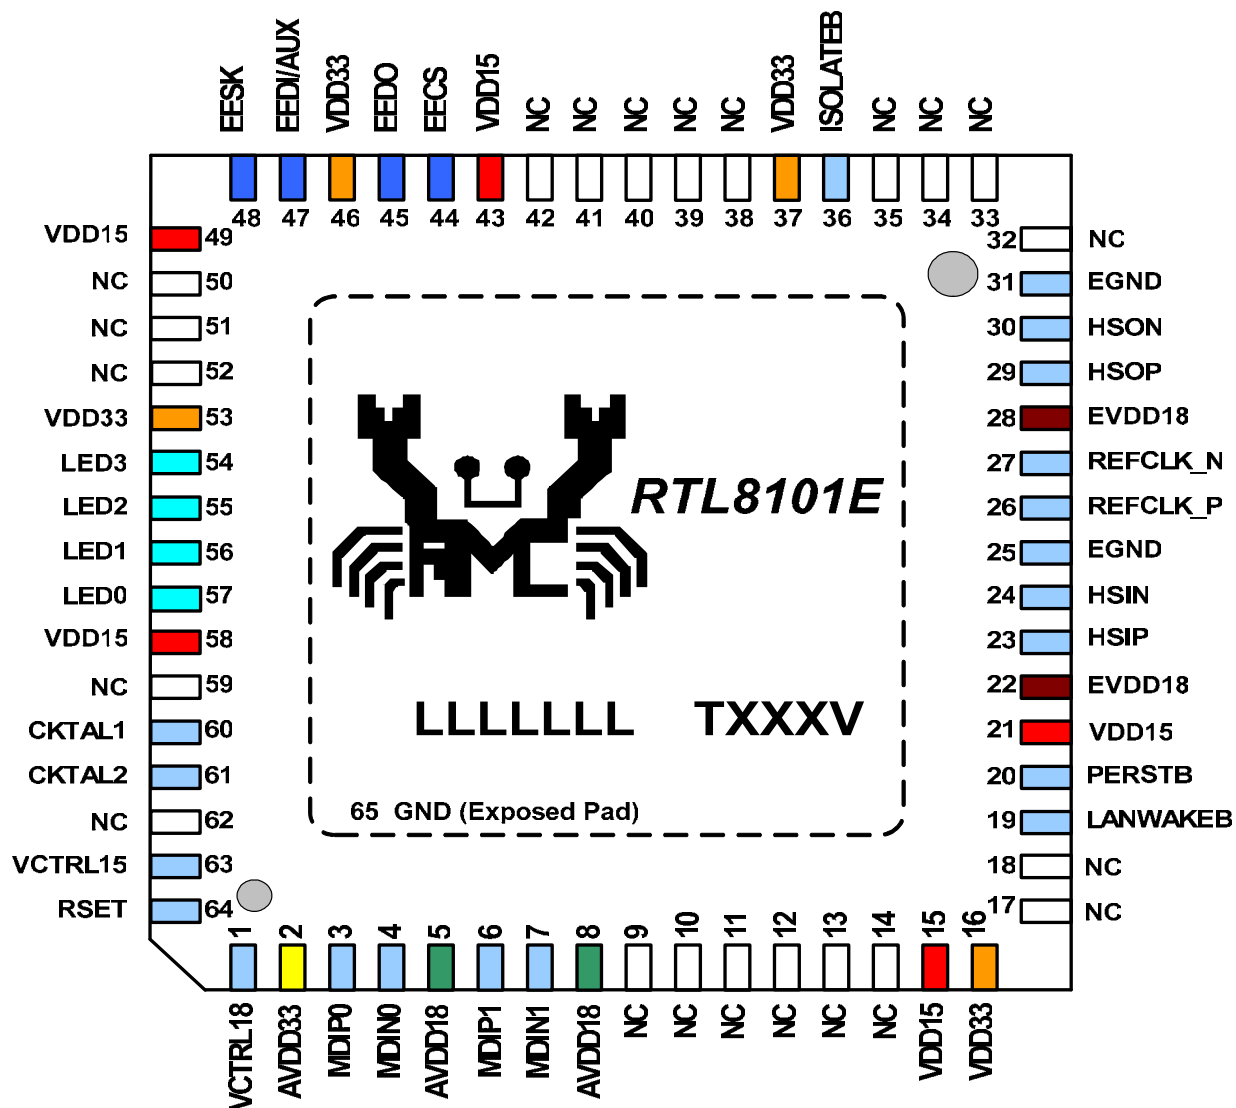 EESK EEDI/AUX VDD33 EEDO EECS VDD15 NC NC NC NC NC VDD33 ISOLATEB NC NC NC
48 47 46 45 44 43 42 41 40 39 38 37 36 35 34 33
VDD15 49
NC 50
NC 51
NC 52
VDD33 53
LED3 54
LED2 55
LED1 56
LED0 57
VDD15 58
NC 59
CKTAL1 60
CKTAL2 61
NC 62
VCTRL15 63
RSET 64
RTL8101E
LLLLLLL TXXXV
65 GND (Exposed Pad)
32 NC
31 EGND
30 HSON
29 HSOP
28 EVDD18
27 REFCLK_N
26 REFCLK_P
25 EGND
24 HSIN
23 HSIP
22 EVDD18
21 VDD15
20 PERSTB
19 LANWAKEB
18 NC
17 NC
1 2 3 4 5 6 7 8 9 10 11 12 13 14 15 16
VCTRL18 AVDD33 MDIP0 MDIN0 AVDD18 MDIP1 MDIN1 AVDD18 NC NC NC NC NC NC VDD15 VDD33